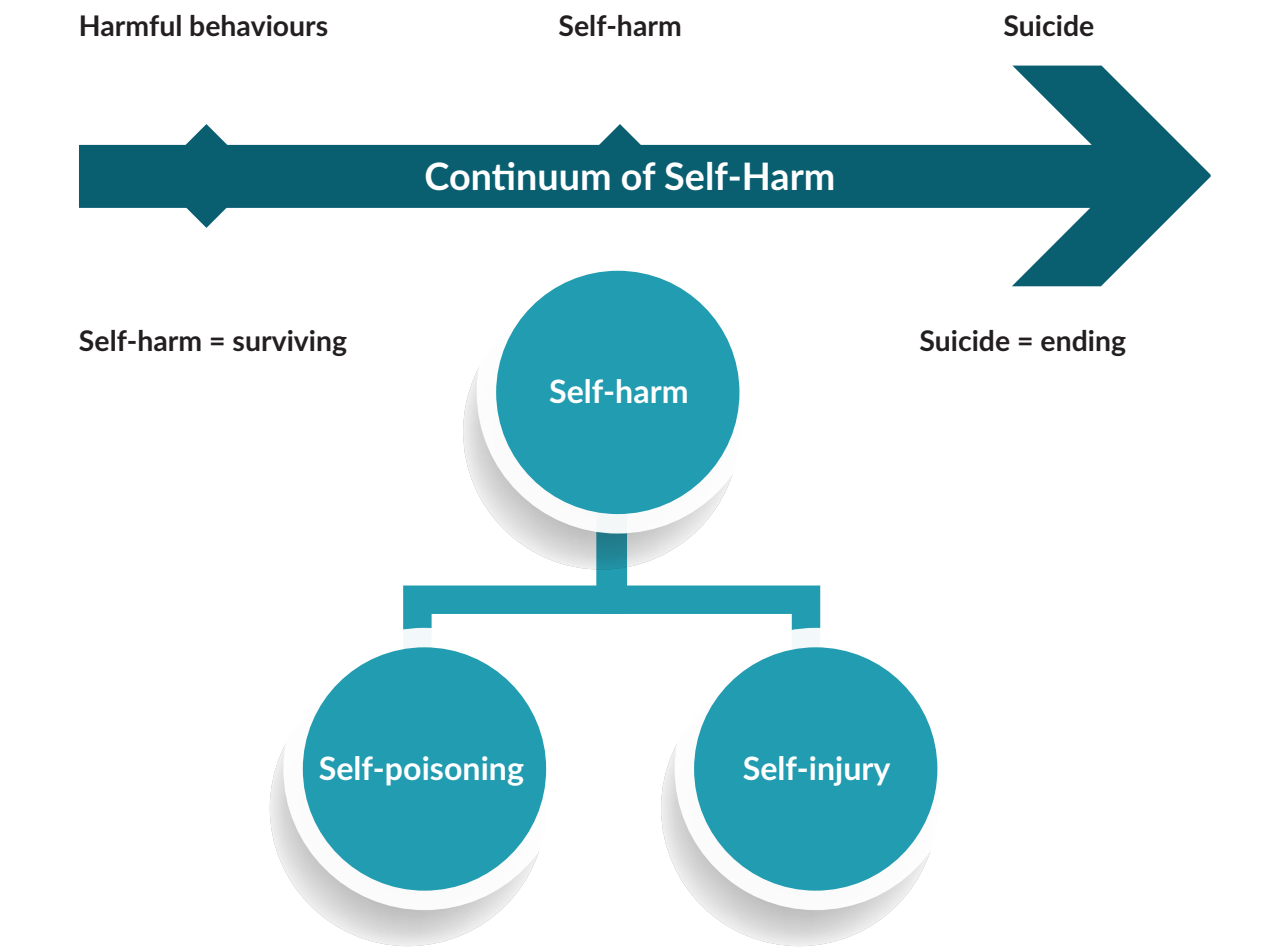 Harmful behaviours
Self-harm
Suicide
Continuum of Self-Harm
Self-harm = surviving
Suicide = ending
Self-harm
Self-poisoning
Self-injury